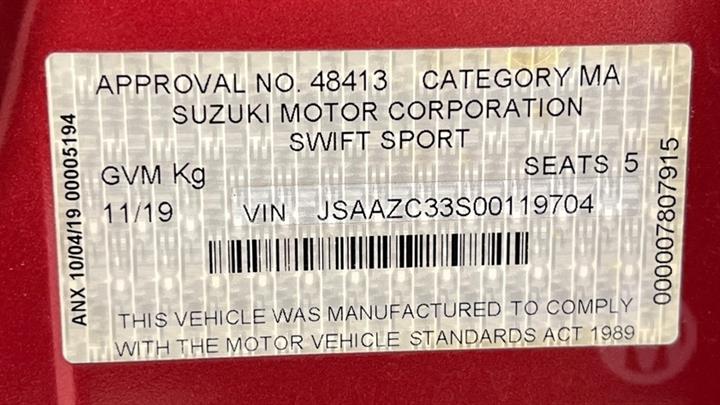 APPROVAL NO. 48413 CATEGORY MA
SUZUKI MOTOR CORPORATION
SWIFT SPORT
GVM Kg SEATS 5
11/19 VIN JSAAZC33S00119704
THIS VEHICLE WAS MANUFACTURED TO COMPLY
WITH THE MOTOR VEHICLE STANDARDS ACT 1989
ANX 10/04/19 00005194
000007807915